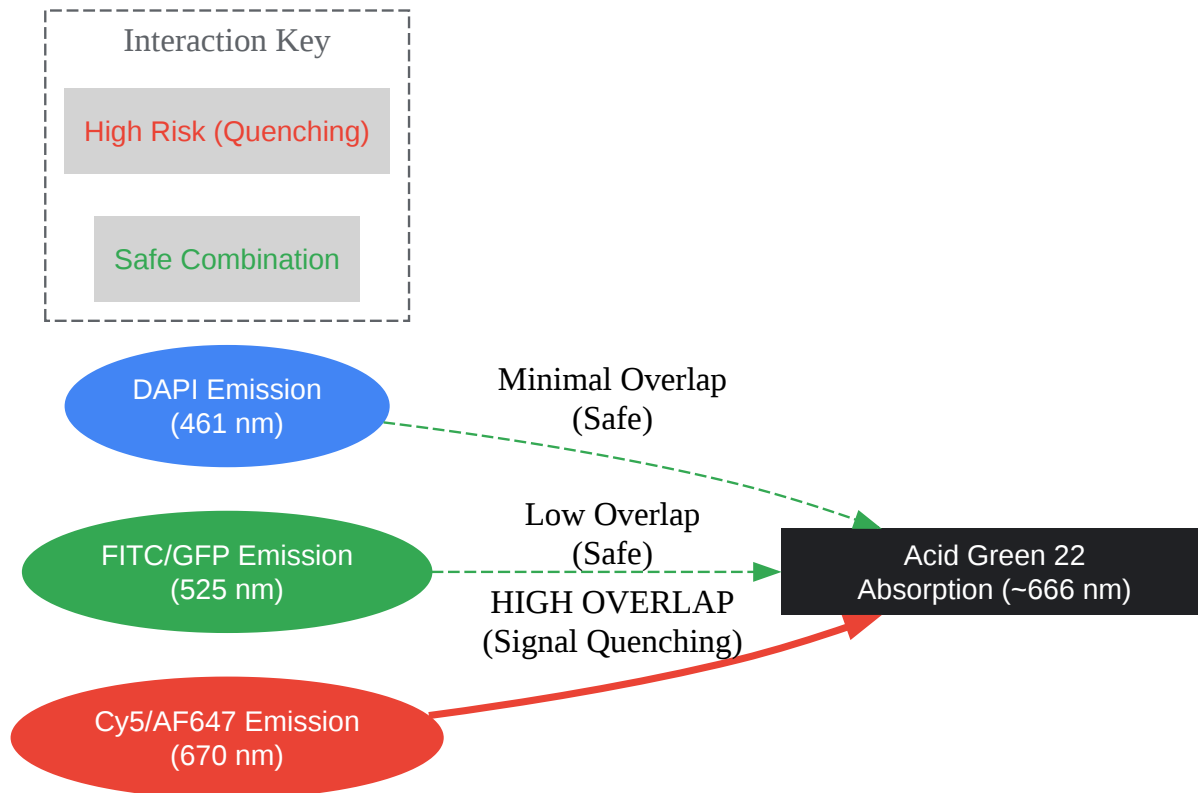 Interaction Key
High Risk (Quenching)
Safe Combination
DAPI Emission
(461 nm)
Minimal Overlap
(Safe)
FITC/GFP Emission
(525 nm)
Low Overlap
(Safe)
Acid Green 22
Absorption (~666 nm)
HIGH OVERLAP
(Signal Quenching)
Cy5/AF647 Emission
(670 nm)